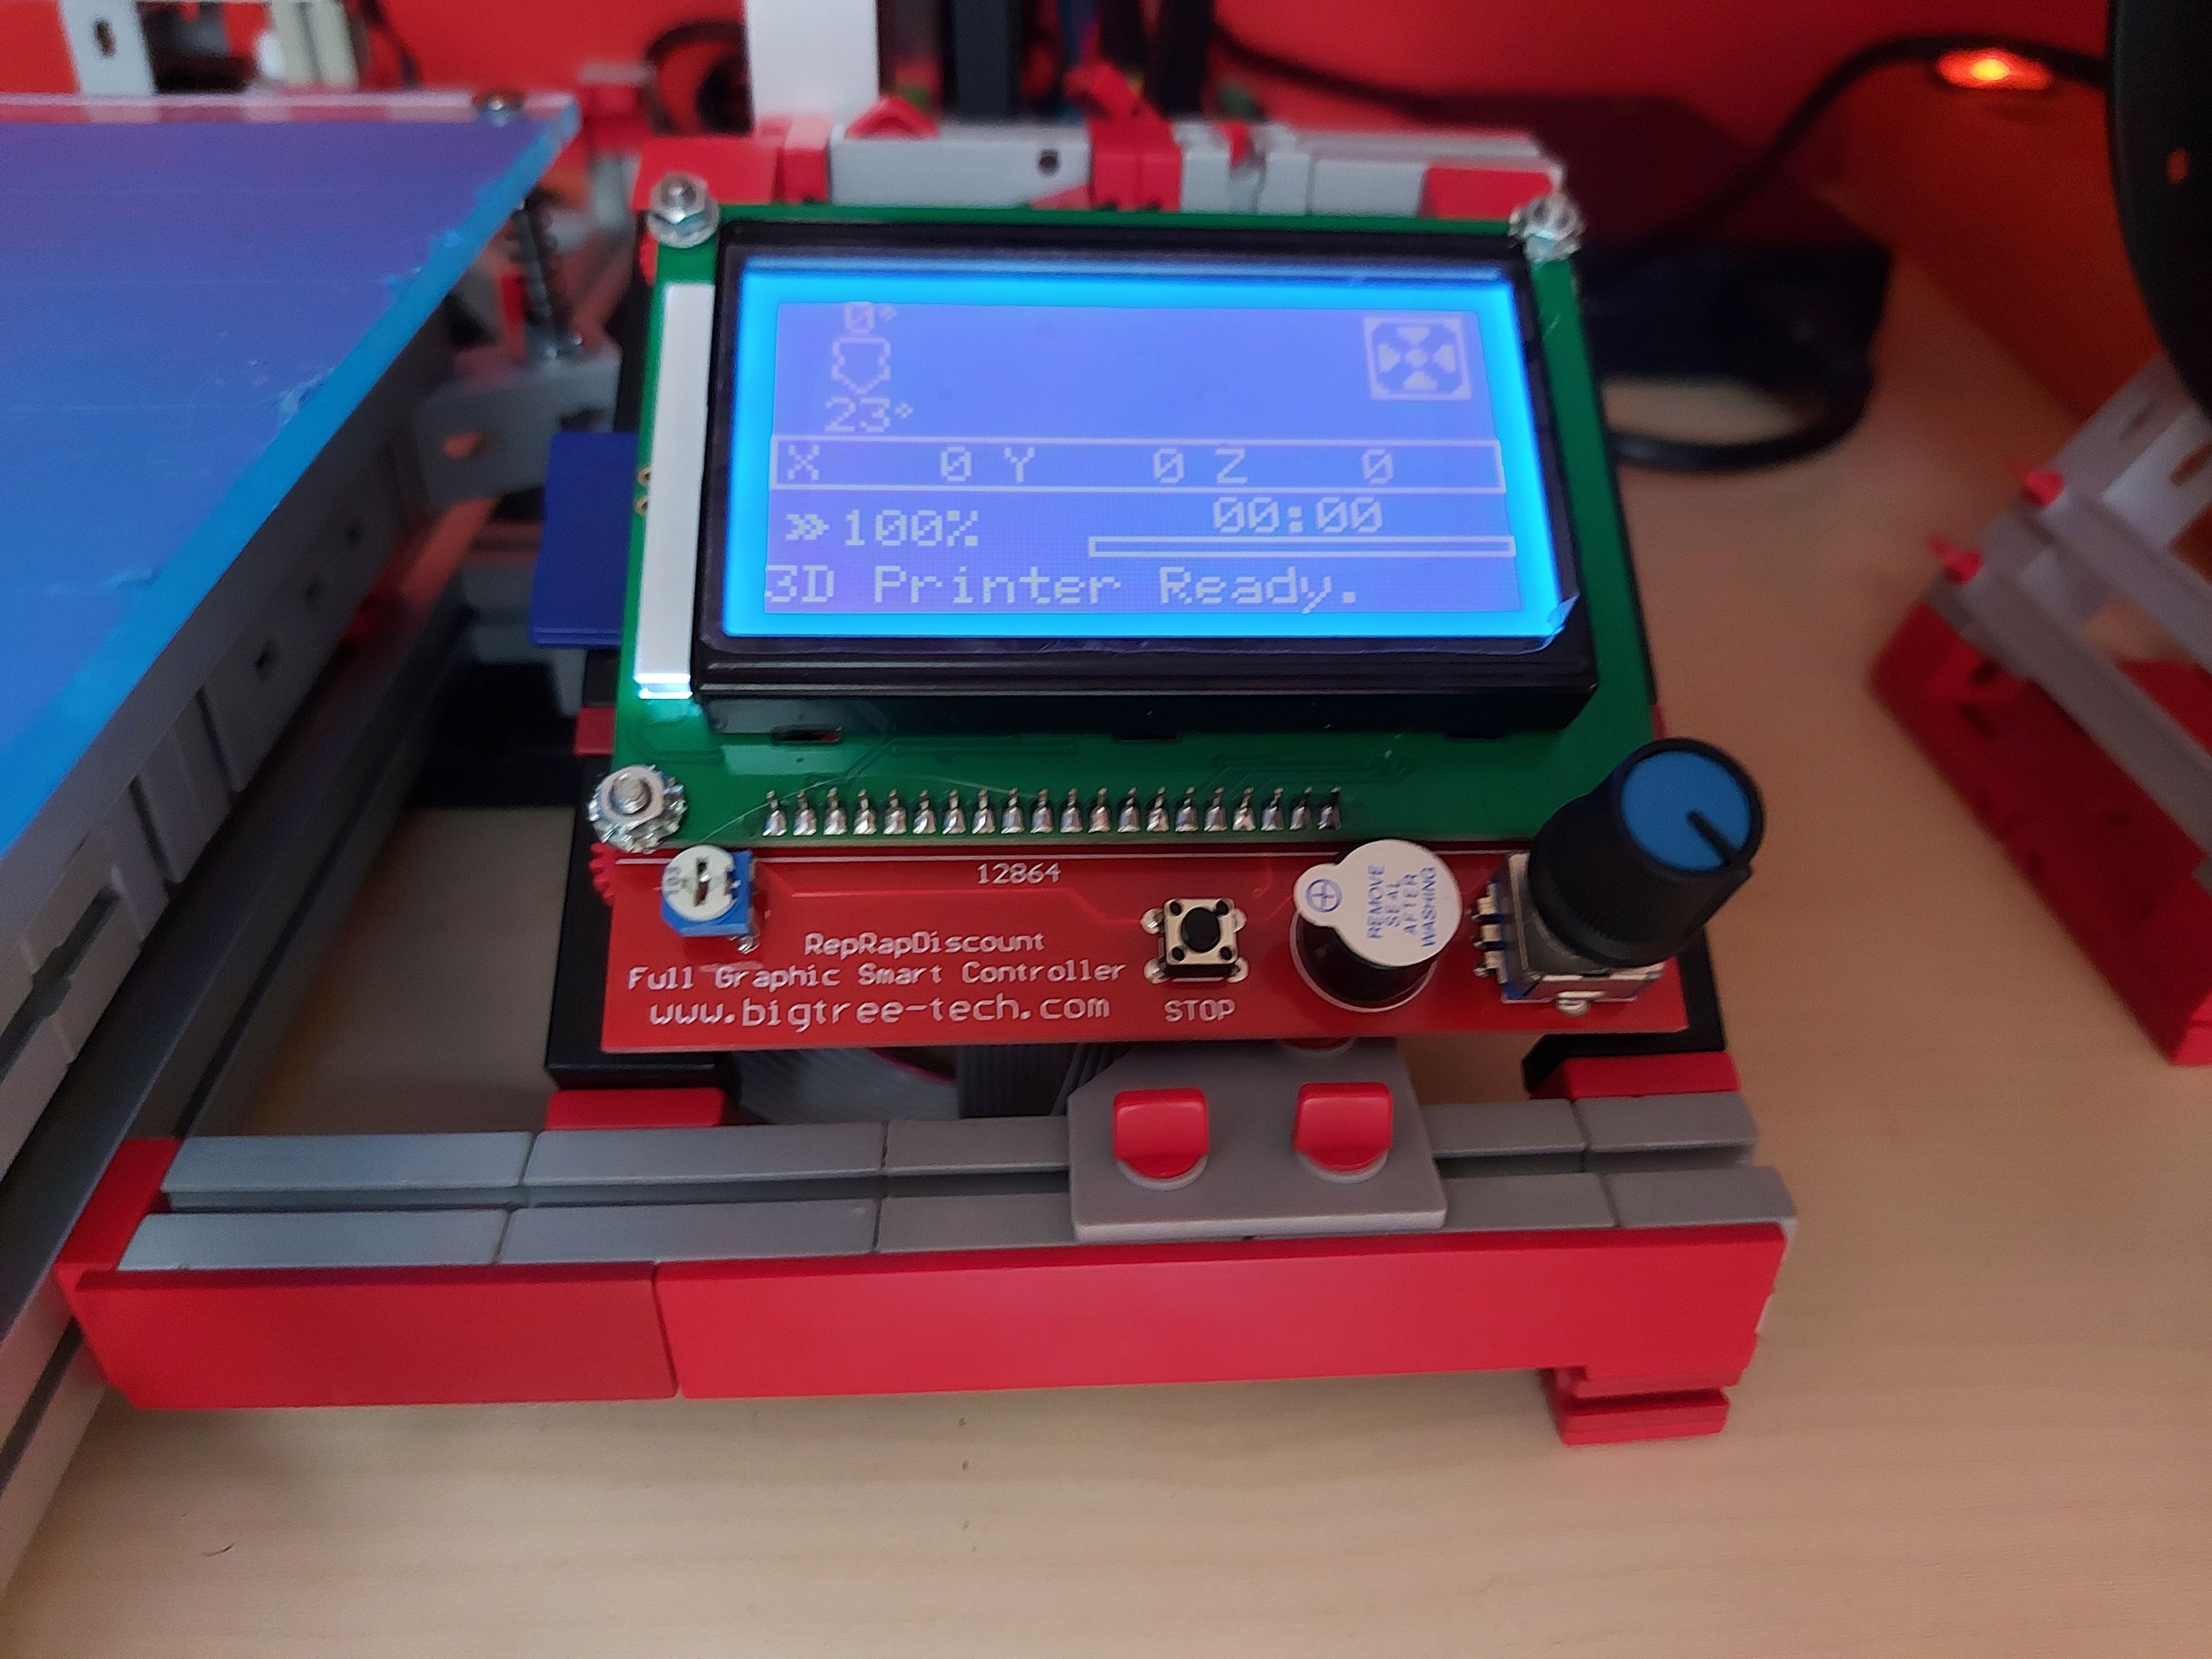 0°
23°
X 0 Y 0 Z 0
00:00
»100%
3D Printer Ready.
12864
103
REMOVE
SEAL
AFTER
WASHING
RepRapDiscount
Full Graphic Smart Controller
www.bigtree-tech.com
STOP